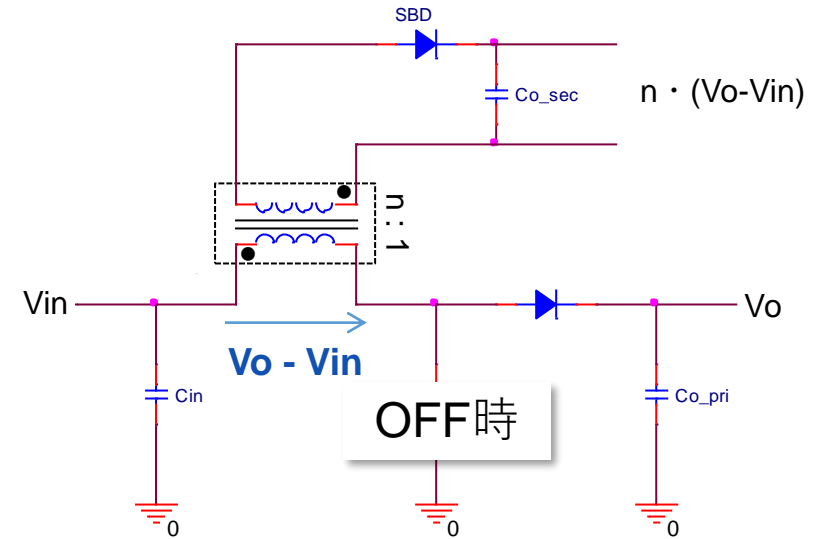 SBD
Co_sec
n・(Vo-Vin)
n : 1
Vin
Vo
Vo - Vin
Cin
OFF時
Co_pri
0
0
0